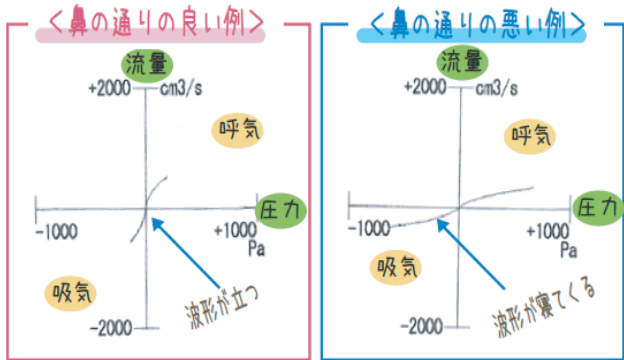 ＜鼻の通りの良い例＞
流量
+2000
cm3/s
呼気
圧力
-1000
+1000
Pa
吸気
波形が立つ
-2000
＜鼻の通りの悪い例＞
流量
+2000
cm3/s
呼気
圧力
-1000
+1000
Pa
吸気
波形が寝てくる
-2000